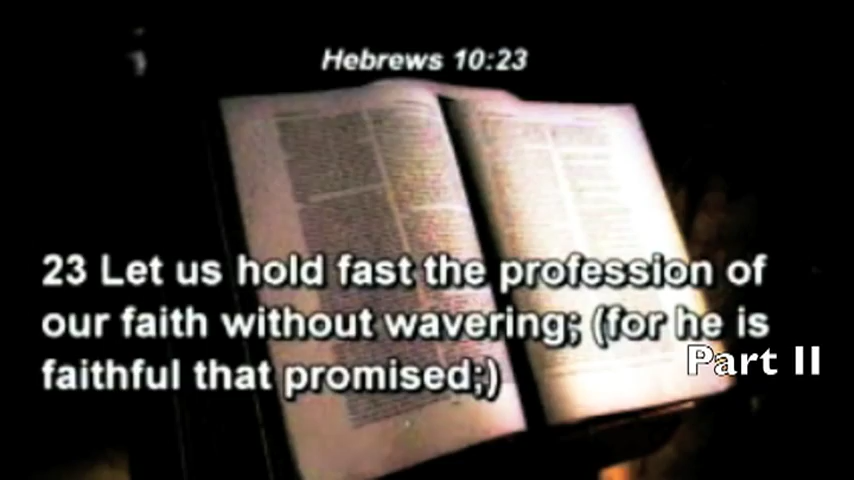 Hebrews 10:23
23 Let us hold fast the profession of
our faith without wavering; (for he is
faithful that promised;)
Part II